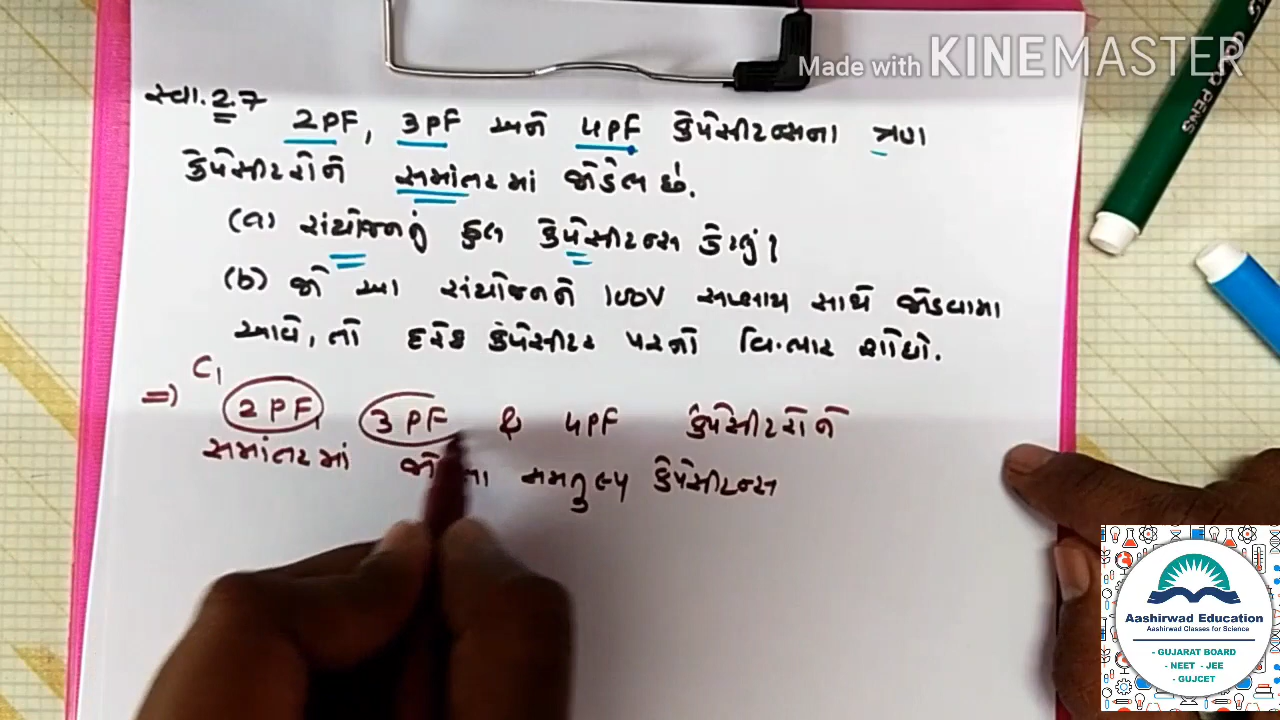 Made with KINEMASTER
સ્વા. 2.7
2PF, 3PF અને 4PF કેપેસીટન્સના ત્રણ
કેપેસીટરોને સમાંતરમાં જોડેલ છે.
(a) સંયોજનનું કુલ કેપેસીટન્સ કેટલું?
(b) જો આ સંયોજનને 100V સપ્લાય સાથે જોડવામાં
આવે, તો દરેક કેપેસીટર પરનો વિ.ભાર શોધો.
C1
=> 2PF, 3PF & 4PF કેપેસીટરોને
સમાંતરમાં સમતુલ્ય કેપેસીટન્સ
Aashirwad Education
Aashirwad Classes for Science
- GUJARAT BOARD
- NEET - JEE
- GUJCET